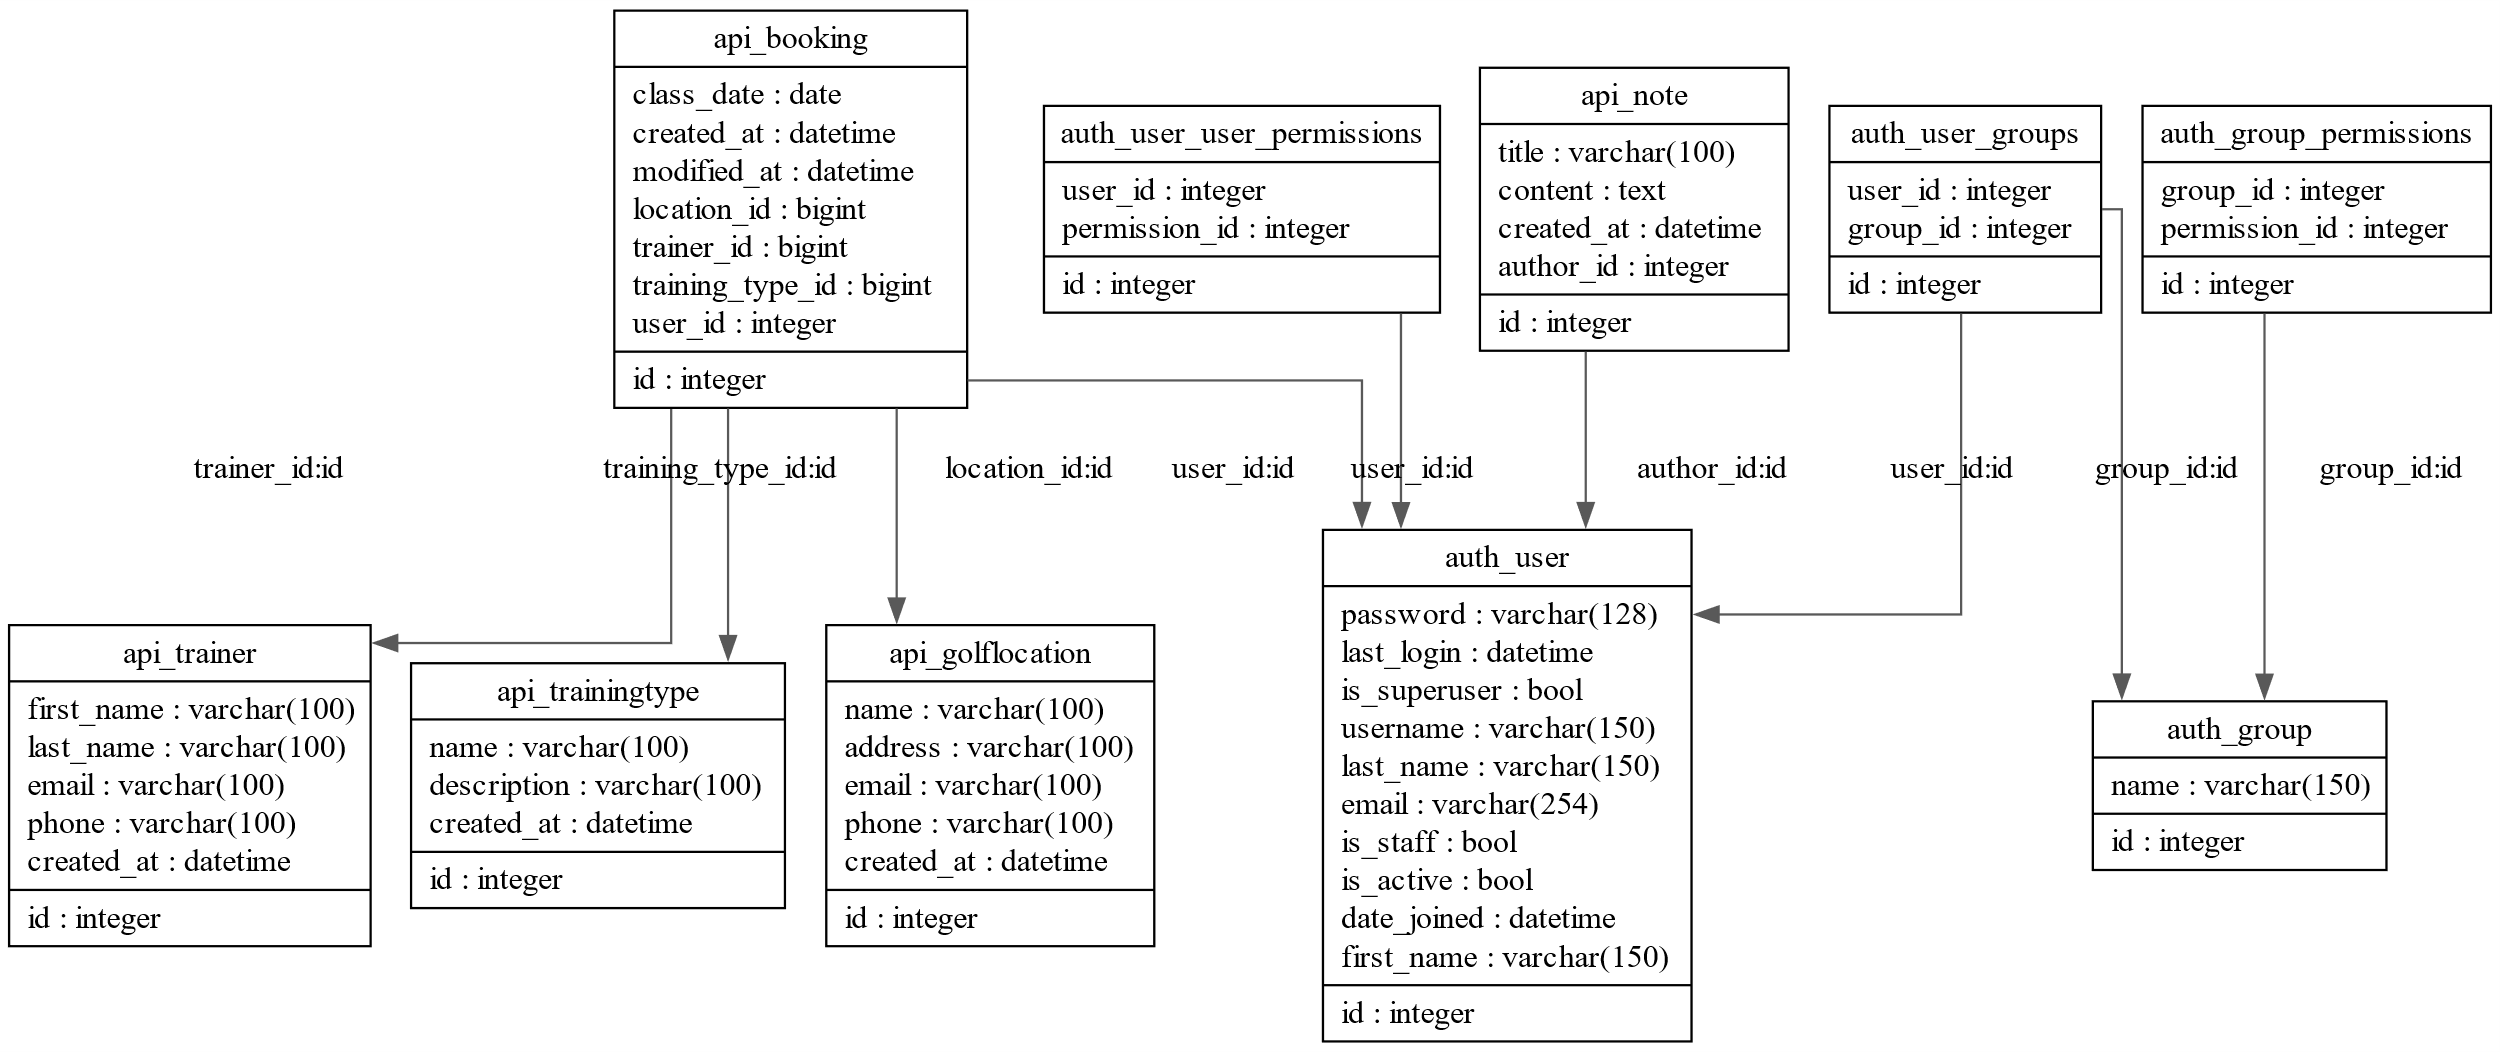 api_booking
class_date : date
created_at : datetime
modified_at : datetime
location_id : bigint
trainer_id : bigint
training_type_id : bigint
user_id : integer
id : integer
auth_user_user_permissions
user_id : integer
permission_id : integer
id : integer
api_note
title : varchar(100)
content : text
created_at : datetime
author_id : integer
id : integer
auth_user_groups
user_id : integer
group_id : integer
id : integer
auth_group_permissions
group_id : integer
permission_id : integer
id : integer
trainer_id:id
training_type_id:id
location_id:id
user_id:id
user_id:id
author_id:id
user_id:id
group_id:id
group_id:id
api_trainer
first_name : varchar(100)
last_name : varchar(100)
email : varchar(100)
phone : varchar(100)
created_at : datetime
id : integer
api_trainingtype
name : varchar(100)
description : varchar(100)
created_at : datetime
id : integer
api_golflocation
name : varchar(100)
address : varchar(100)
email : varchar(100)
phone : varchar(100)
created_at : datetime
id : integer
auth_user
password : varchar(128)
last_login : datetime
is_superuser : bool
username : varchar(150)
last_name : varchar(150)
email : varchar(254)
is_staff : bool
is_active : bool
date_joined : datetime
first_name : varchar(150)
id : integer
auth_group
name : varchar(150)
id : integer